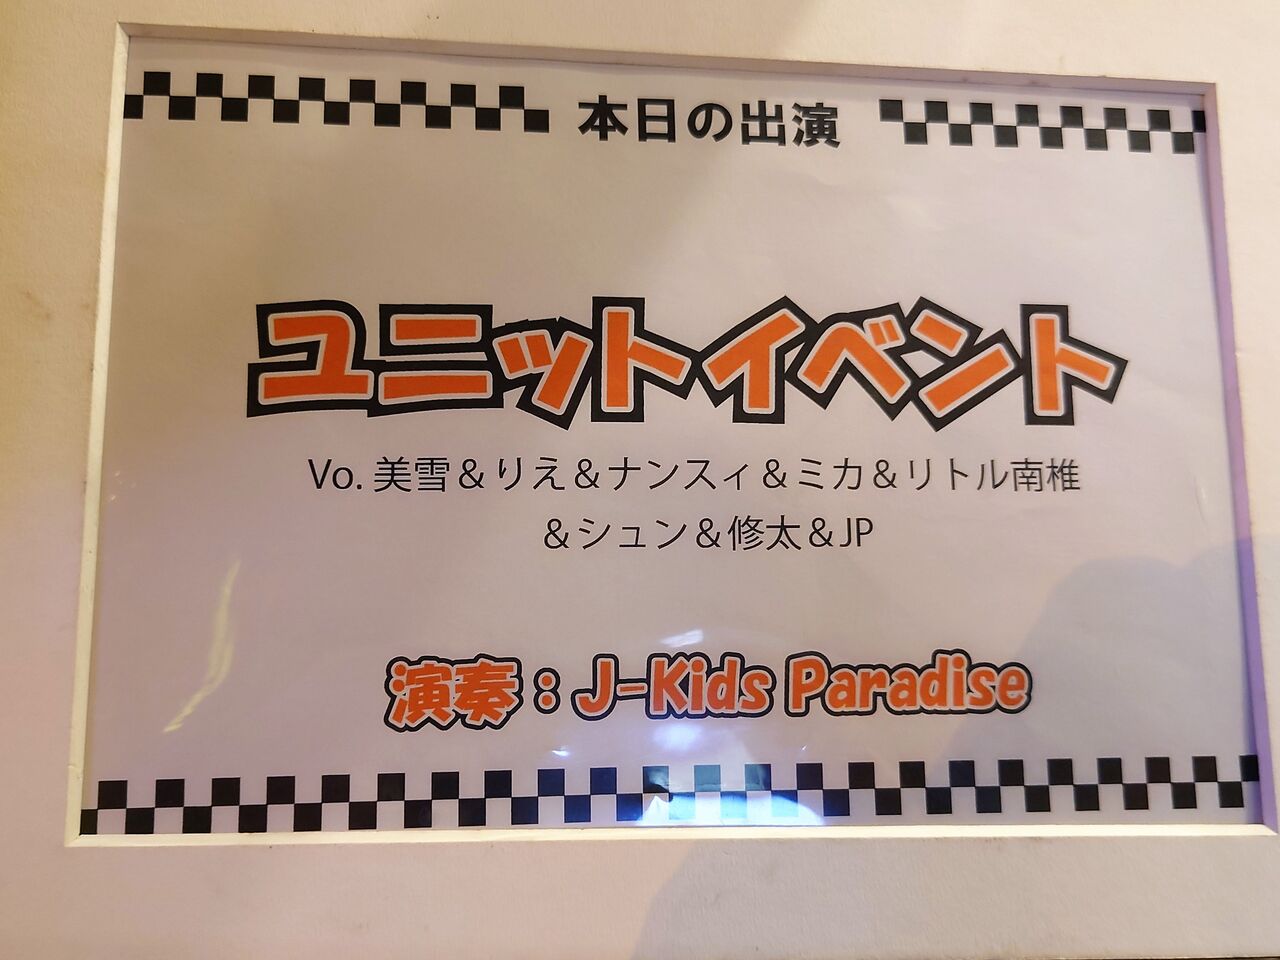 本日の出演
ユニットイベント
Vo. 美雪＆りえ＆ナンスィ＆ミカ＆リトル南椎
＆シュン＆修太＆JP
演奏：J-Kids Paradise